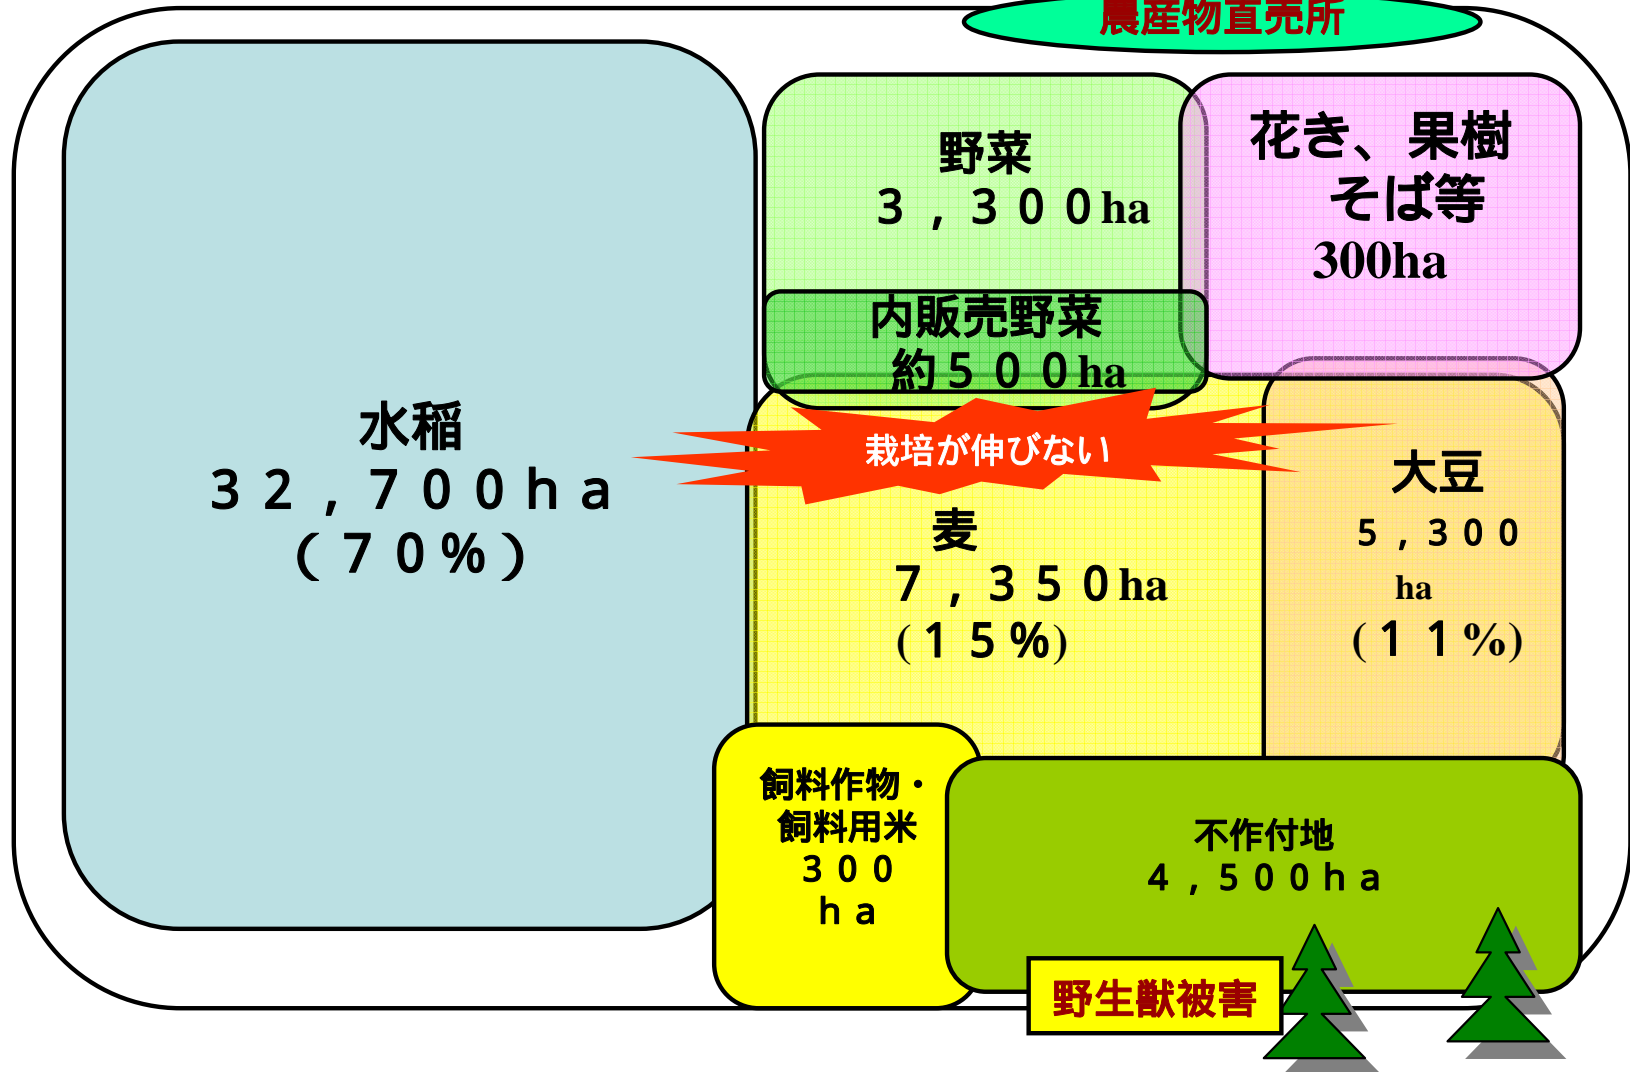 農産物直売所
水稲
３２，７００ｈａ
（７０％）
野菜
３，３００ha
内販売野菜
約５００ha
花き、果樹
そば等
300ha
栽培が伸びない
麦
７，３５０ha
(１５％)
大豆
５，３００
ha
(１１%)
飼料作物・
飼料用米
３００
ｈａ
不作付地
４，５００ｈａ
野生獣被害